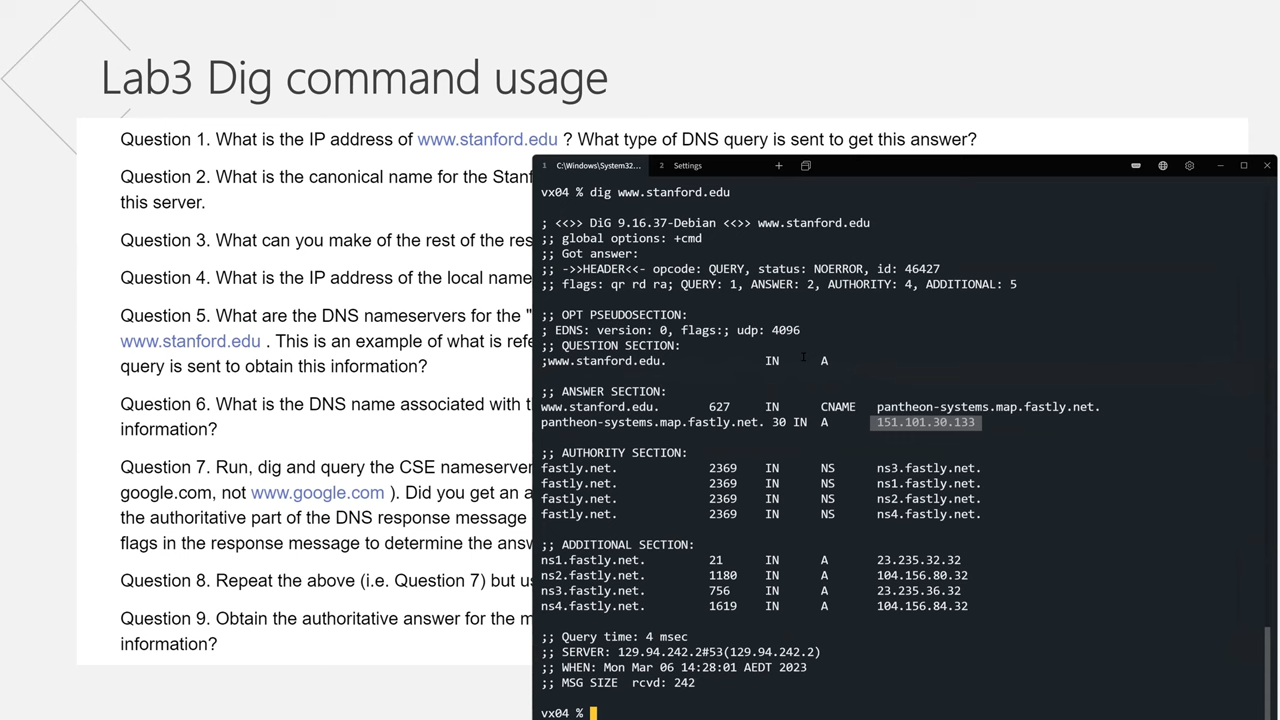 Lab3 Dig command usage
Question 1. What is the IP address of www.stanford.edu ? What type of DNS query is sent to get this answer?
Question 2. What is the canonical name for the
this server.
Question 3. What can you make of the rest of the
Question 4. What is the IP address of the local
Question 5. What are the DNS nameservers for the "
www.stanford.edu . This is an example of what is
query is sent to obtain this information?
Question 6. What is the DNS name associated with
information?
Question 7. Run, dig and query the CSE
google.com, not www.google.com ). Did you get an
the authoritative part of the DNS response message
flags in the response message to determine the
Question 8. Repeat the above (i.e. Question 7) but
Question 9. Obtain the authoritative answer for the
information?
1 C:\Windows\System32... 2 Settings +
vx04 % dig www.stanford.edu
; <<>> DiG 9.16.37-Debian <<>> www.stanford.edu
;; global options: +cmd
;; Got answer:
;; ->>HEADER<<- opcode: QUERY, status: NOERROR, id: 46427
;; flags: qr rd ra; QUERY: 1, ANSWER: 2, AUTHORITY: 4, ADDITIONAL: 5
;; OPT PSEUDOSECTION:
; EDNS: version: 0, flags:; udp: 4096
;; QUESTION SECTION:
;www.stanford.edu. IN A
;; ANSWER SECTION:
www.stanford.edu. 627 IN CNAME pantheon-systems.map.fastly.net.
pantheon-systems.map.fastly.net. 30 IN A 151.101.30.133
;; AUTHORITY SECTION:
fastly.net. 2369 IN NS ns3.fastly.net.
fastly.net. 2369 IN NS ns1.fastly.net.
fastly.net. 2369 IN NS ns2.fastly.net.
fastly.net. 2369 IN NS ns4.fastly.net.
;; ADDITIONAL SECTION:
ns1.fastly.net. 21 IN A 23.235.32.32
ns2.fastly.net. 1180 IN A 104.156.80.32
ns3.fastly.net. 756 IN A 23.235.36.32
ns4.fastly.net. 1619 IN A 104.156.84.32
;; Query time: 4 msec
;; SERVER: 129.94.242.2#53(129.94.242.2)
;; WHEN: Mon Mar 06 14:28:01 AEDT 2023
;; MSG SIZE rcvd: 242
vx04 %